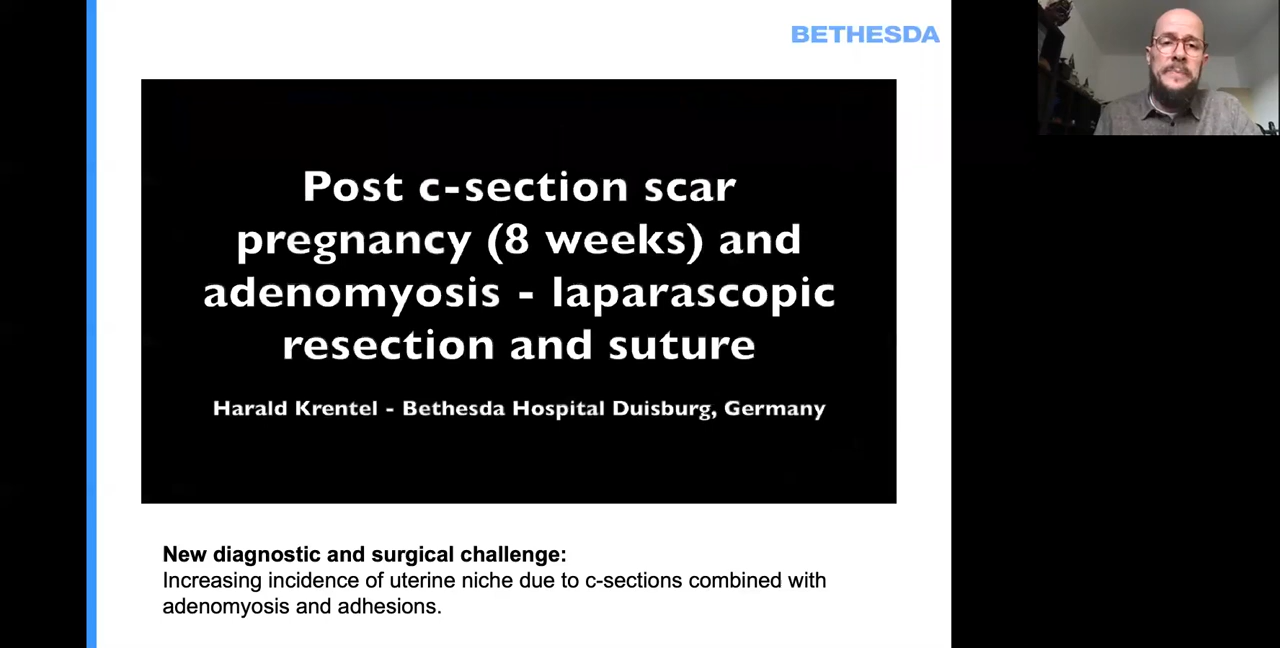 BETHESDA
Post c-section scar
pregnancy (8 weeks) and
adenomyosis - laparascopic
resection and suture
Harald Krentel - Bethesda Hospital Duisburg, Germany
New diagnostic and surgical challenge:
Increasing incidence of uterine niche due to c-sections combined with
adenomyosis and adhesions.